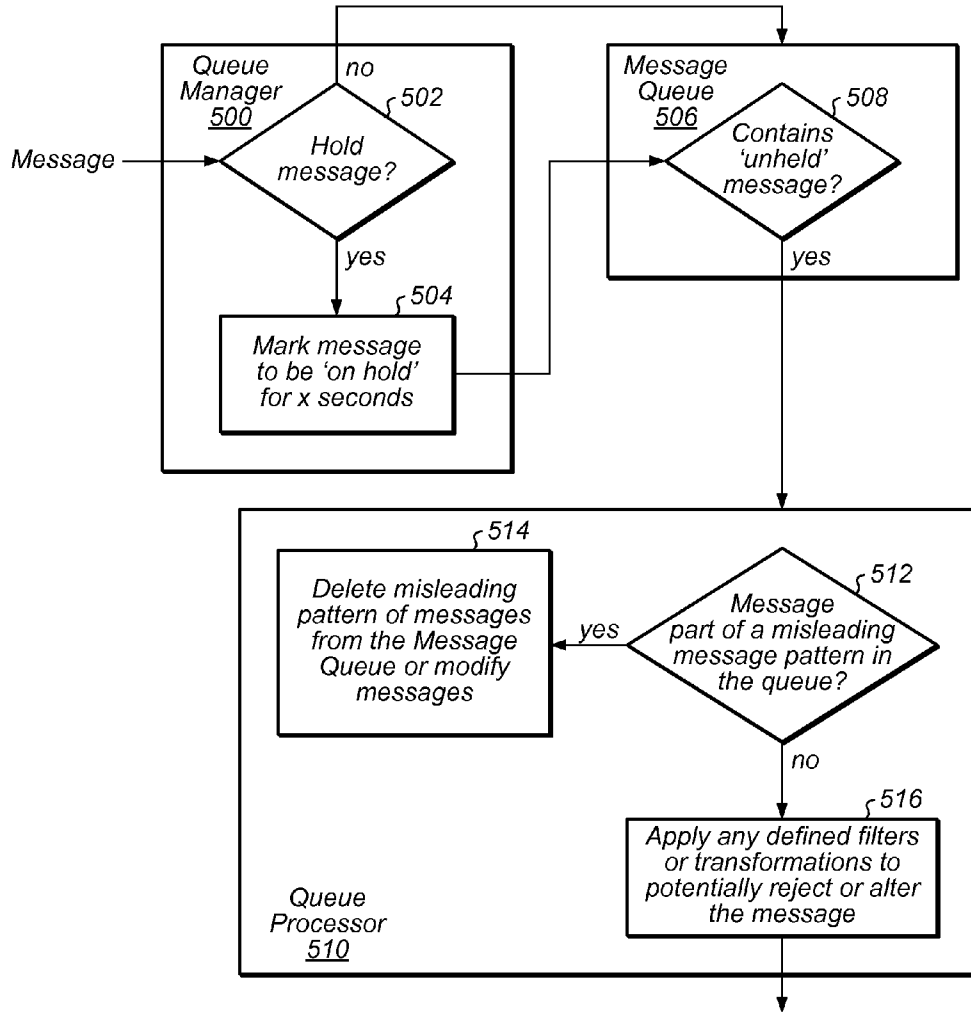 Queue
Manager
500
no
502
Hold
message?
Message
yes
504
Mark message
to be ‘on hold’
for x seconds
Message
Queue
506
508
Contains
‘unheld’
message?
yes
514
Delete misleading
pattern of messages
from the Message
Queue or modify
messages
yes
512
Message
part of a misleading
message pattern in
the queue?
no
516
Apply any defined filters
or transformations to
potentially reject or alter
the message
Queue
Processor
510